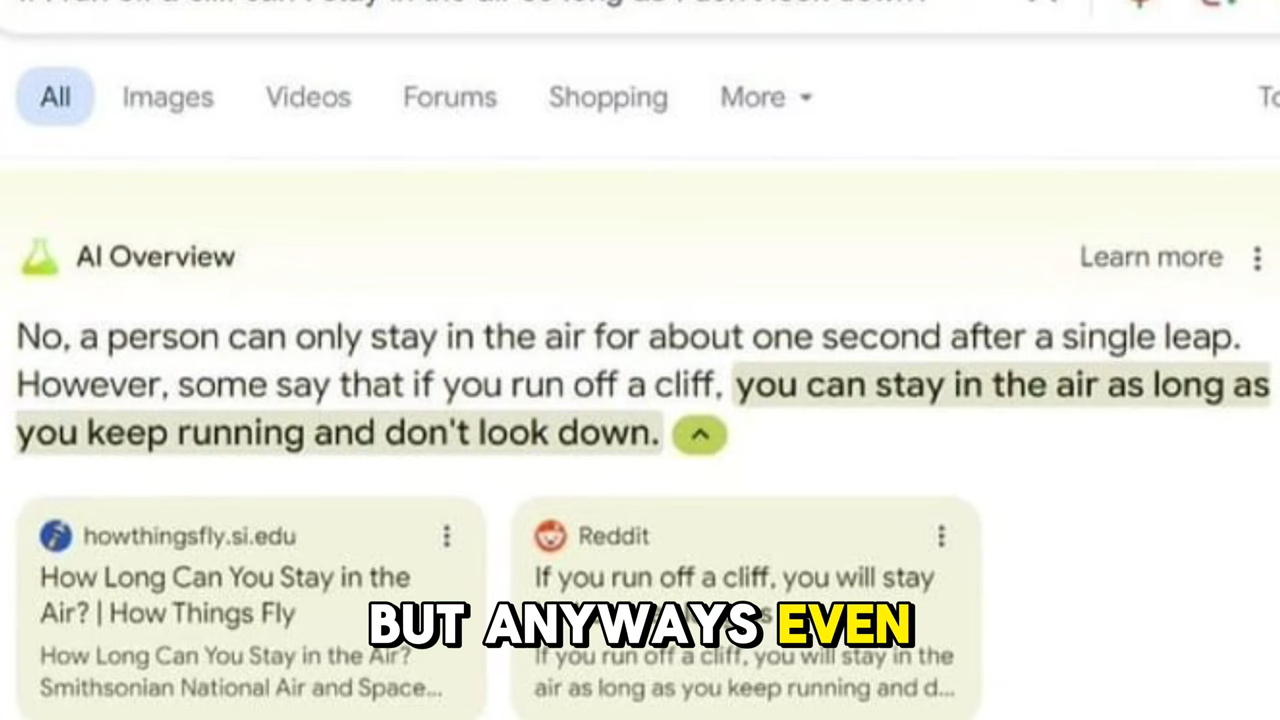 All Images Videos Forums Shopping More
AI Overview Learn more
No, a person can only stay in the air for about one second after a single leap.
However, some say that if you run off a cliff, you can stay in the air as long as
you keep running and don't look down.
howthingsfly.si.edu
How Long Can You Stay in the
Air? | How Things Fly
How Long Can You Stay in the Air?
Smithsonian National Air and Space...
Reddit
If you run off a cliff, you will stay
If you run off a cliff, you will stay in the
air as long as you keep running and d...
BUT ANYWAYS EVEN